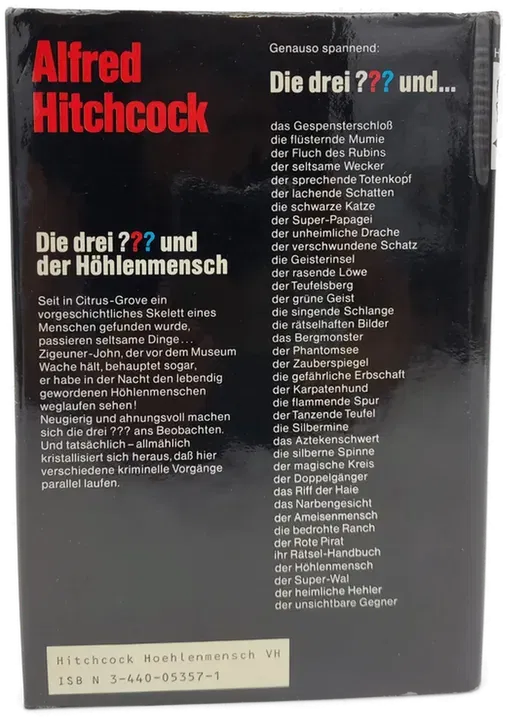 Alfred
Hitchcock
Die drei ??? und
der Höhlenmensch
Seit in Citrus-Grove ein
vorgeschichtliches Skelett eines
Menschen gefunden wurde,
passieren seltsame Dinge...
Zigeuner-John, der vor dem Museum
Wache hält, behauptet sogar,
er habe in der Nacht den lebendig
gewordenen Höhlenmenschen
weglaufen sehen!
Neugierig und ahnungsvoll machen
sich die drei ??? ans Beobachten.
Und tatsächlich – allmählich
kristallisiert sich heraus, daß hier
verschiedene kriminelle Vorgänge
parallel laufen.
Genauso spannend:
Die drei ??? und...
das Gespensterschloß
die flüsternde Mumie
der Fluch des Rubins
der seltsame Wecker
der sprechende Totenkopf
der lachende Schatten
die schwarze Katze
der Super-Papagei
der unheimliche Drache
der verschwundene Schatz
die Geisterinsel
der rasende Löwe
der Teufelsberg
der grüne Geist
die singende Schlange
die rätselhaften Bilder
das Bergmonster
der Phantomsee
der Zauberspiegel
die gefährliche Erbschaft
der Karpatenhund
die flammende Spur
der Tanzende Teufel
die Silbermine
das Aztekenschwert
die silberne Spinne
der magische Kreis
der Doppelgänger
das Riff der Haie
das Narbengesicht
der Ameisenmensch
die bedrohte Ranch
der Rote Pirat
ihr Rätsel-Handbuch
der Höhlenmensch
der Super-Wal
der heimliche Hehler
der unsichtbare Gegner
Hitchcock Hoehlenmensch VH
ISB N 3-440-05357-1